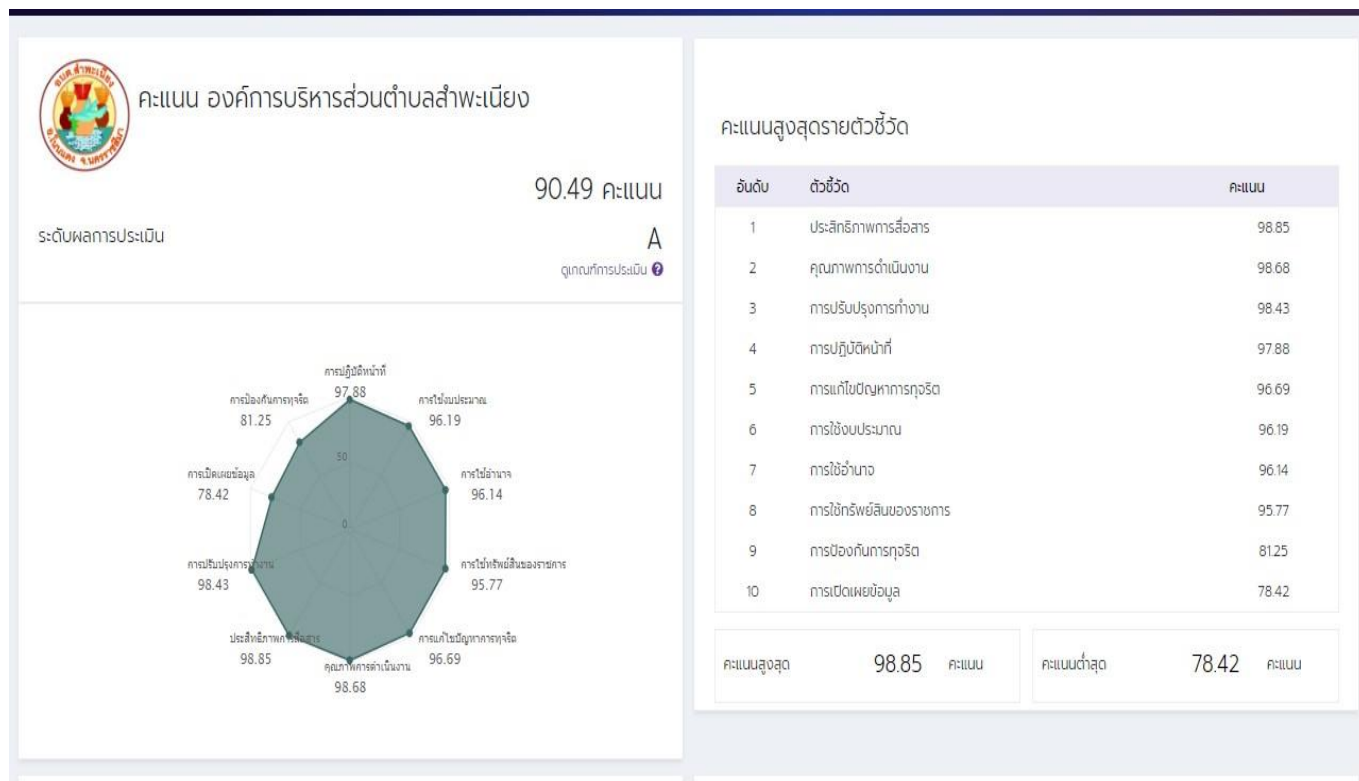 คะแนน องค์การบริหารส่วนตำบลสำพะเนียง
90.49 คะแนน
ระดับผลการประเมิน
A
ดูเกณฑ์การประเมิน
การปฏิบัติหน้าที่
97.88
การใช้งบประมาณ
96.19
การใช้อำนาจ
96.14
การใช้ทรัพย์สินของราชการ
95.77
การแก้ไขปัญหาการทุจริต
96.69
คุณภาพการดำเนินงาน
98.68
ประสิทธิภาพการสื่อสาร
98.85
การปรับปรุงการทำงาน
98.43
การเปิดเผยข้อมูล
78.42
การป้องกันการทุจริต
81.25
50
0
คะแนนสูงสุดรายตัวชี้วัด
อันดับ ตัวชี้วัด คะแนน
1 ประสิทธิภาพการสื่อสาร 98.85
2 คุณภาพการดำเนินงาน 98.68
3 การปรับปรุงการทำงาน 98.43
4 การปฏิบัติหน้าที่ 97.88
5 การแก้ไขปัญหาการทุจริต 96.69
6 การใช้งบประมาณ 96.19
7 การใช้อำนาจ 96.14
8 การใช้ทรัพย์สินของราชการ 95.77
9 การป้องกันการทุจริต 81.25
10 การเปิดเผยข้อมูล 78.42
คะแนนสูงสุด 98.85 คะแนน
คะแนนต่ำสุด 78.42 คะแนน